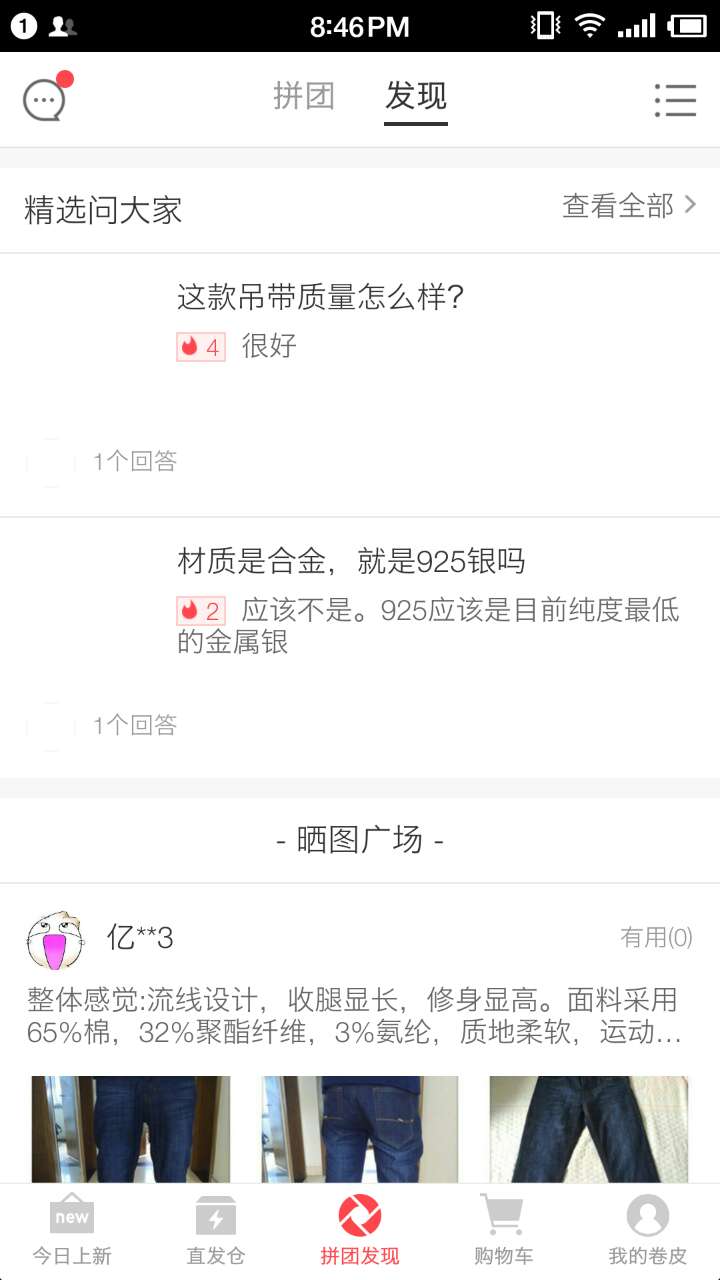 1
8:46PM
拼团
发现
精选问大家
查看全部
这款吊带质量怎么样?
4 很好
1个回答
材质是合金，就是925银吗
2 应该不是。925应该是目前纯度最低
的金属银
1个回答
- 晒图广场 -
亿**3
有用(0)
整体感觉:流线设计，收腿显长，修身显高。面料采用
65%棉，32%聚酯纤维，3%氨纶，质地柔软，运动...
new
今日上新
直发仓
拼团发现
购物车
我的卷皮